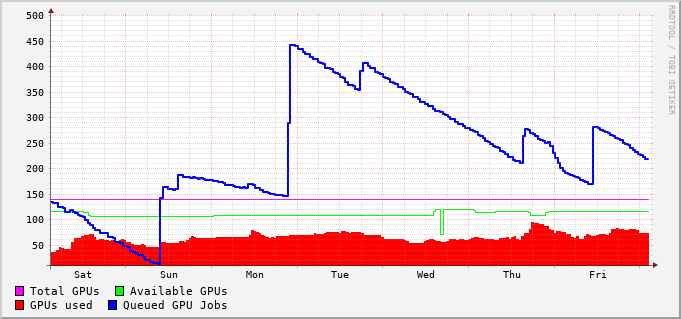 500
450
400
350
300
250
200
150
100
50
Sat Sun Mon Tue Wed Thu Fri
Total GPUs Available GPUs
GPUs used Queued GPU Jobs
RRDTOOL / TOBI OETIKER